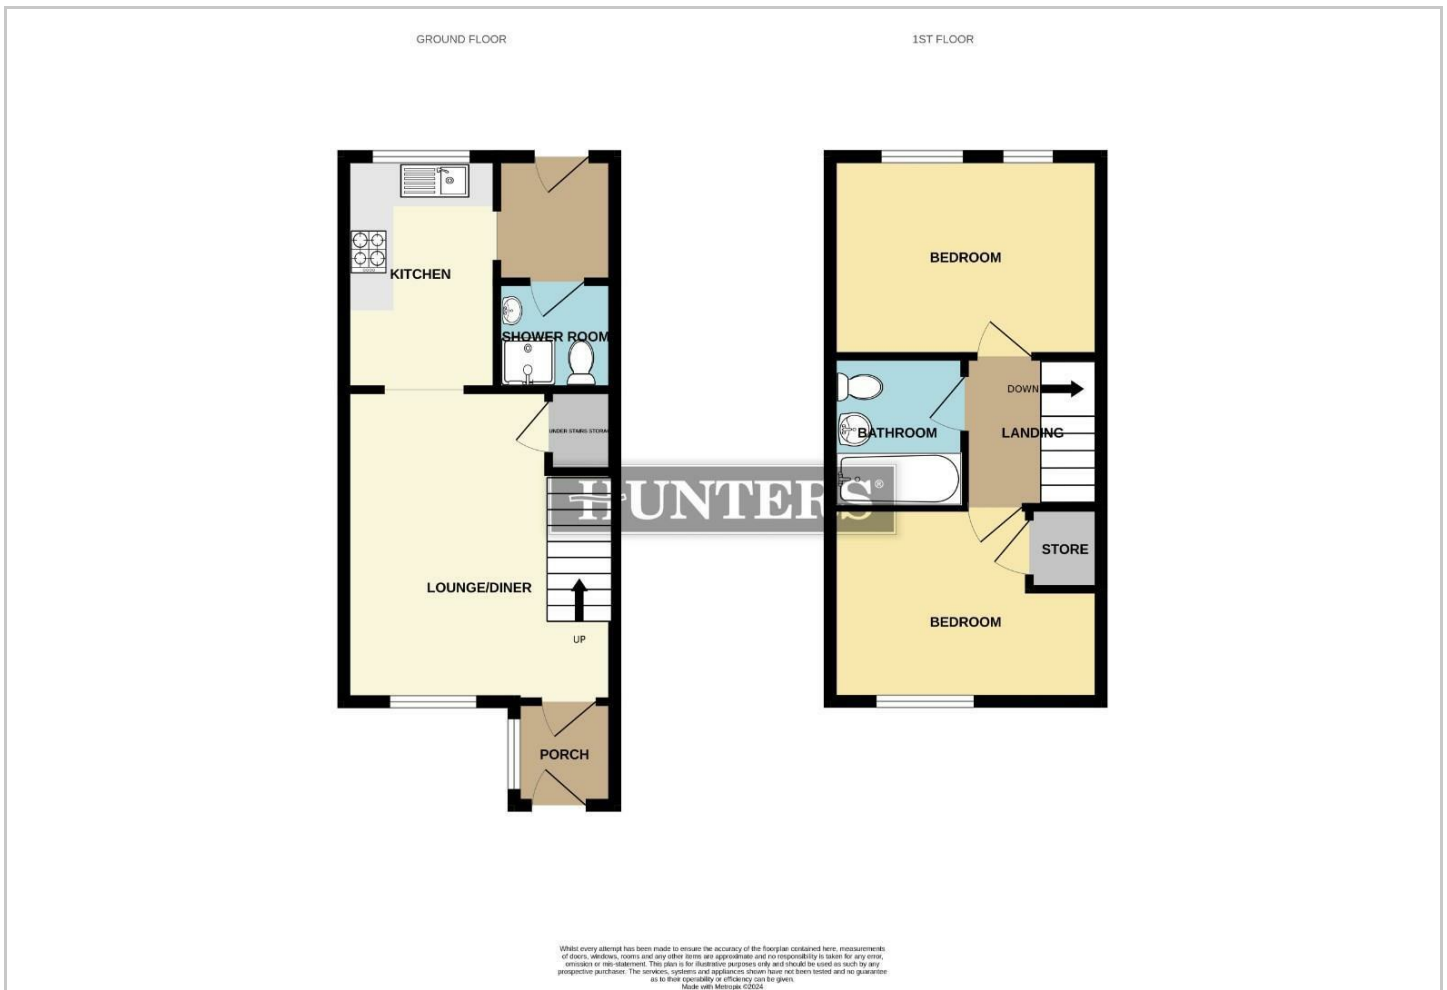 GROUND FLOOR
1ST FLOOR
KITCHEN
SHOWER ROOM
UNDER STAIRS STORAG
LOUNGE/DINER
UP
PORCH
BEDROOM
DOWN
BATHROOM
LANDING
STORE
BEDROOM
HUNTERS®
Whilst every attempt has been made to ensure the accuracy of the floorplan contained here, measurements
of doors, windows, rooms and any other items are approximate and no responsibility is taken for any error,
omission or mis-statement. This plan is for illustrative purposes only and should be used as such by any
prospective purchaser. The services, systems and appliances shown have not been tested and no guarantee
as to their operability or efficiency can be given.
Made with Metropix ©2024